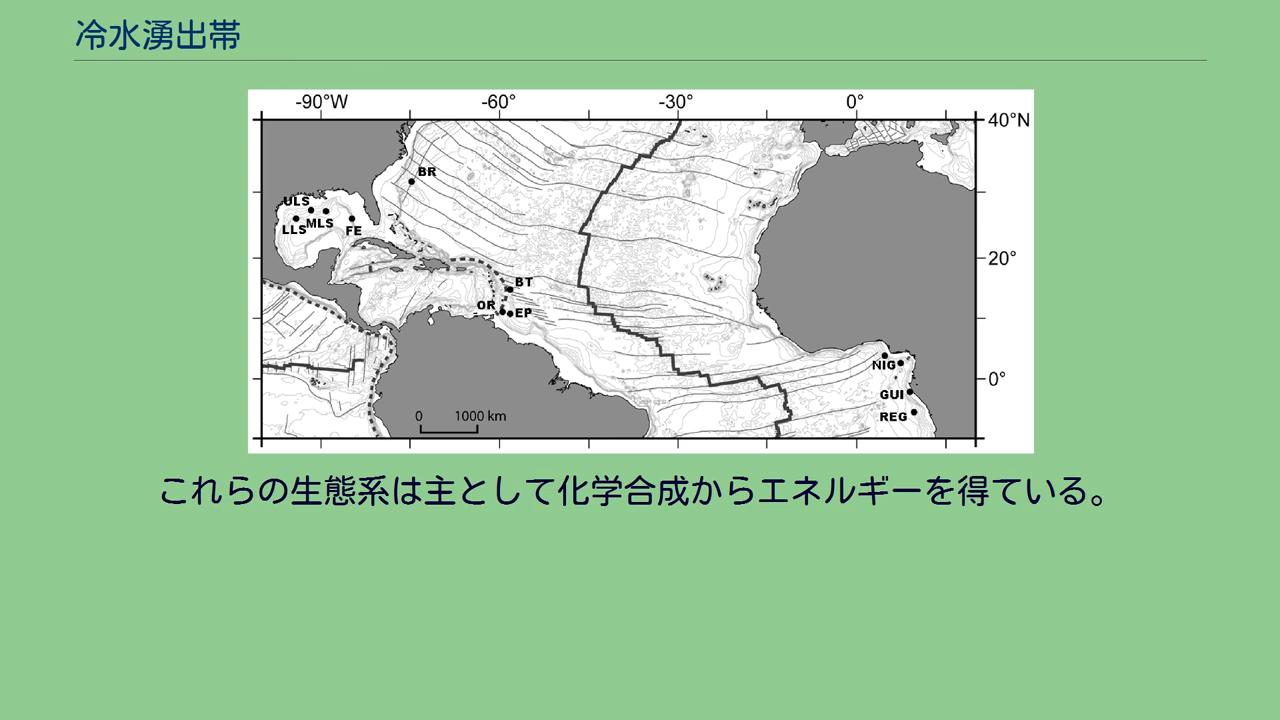 冷水湧出帯
-90°W -60° -30° 0°
40°N
BR
ULS
MLS
LLS FE
20°
BT
OR EP
NIG
0°
GUI
0 1000 km
REG
これらの生態系は主として化学合成からエネルギーを得ている。